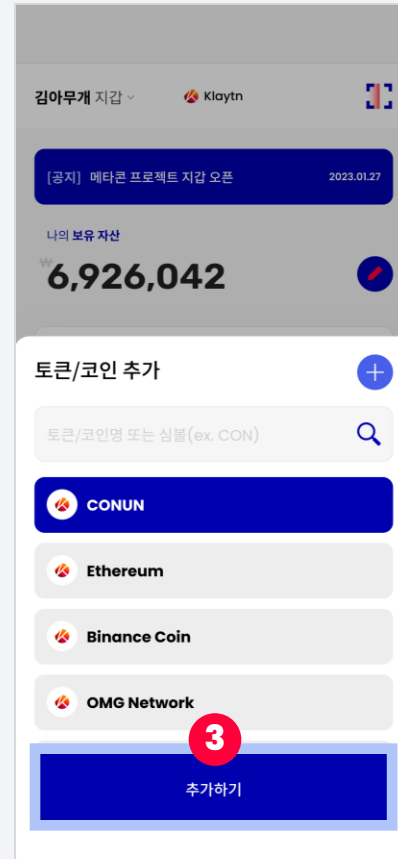 김아무개 지갑 Klaytn
[공지] 메타콘 프로젝트 지갑 오픈 2023.01.27
나의 보유 자산
₩6,926,042
토큰/코인 추가
토큰/코인명 또는 심볼(ex. CON)
CONUN
Ethereum
Binance Coin
OMG Network
3
추가하기